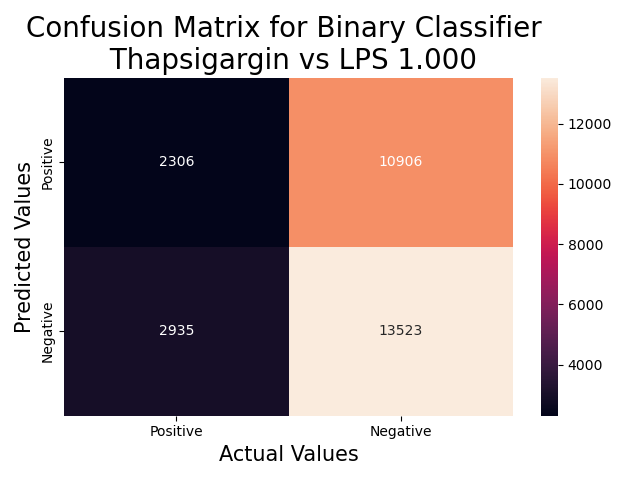 Confusion Matrix for Binary Classifier
Thapsigargin vs LPS 1.000
Predicted Values
Positive
Negative
2306
10906
2935
13523
Positive
Negative
Actual Values
12000
10000
8000
6000
4000